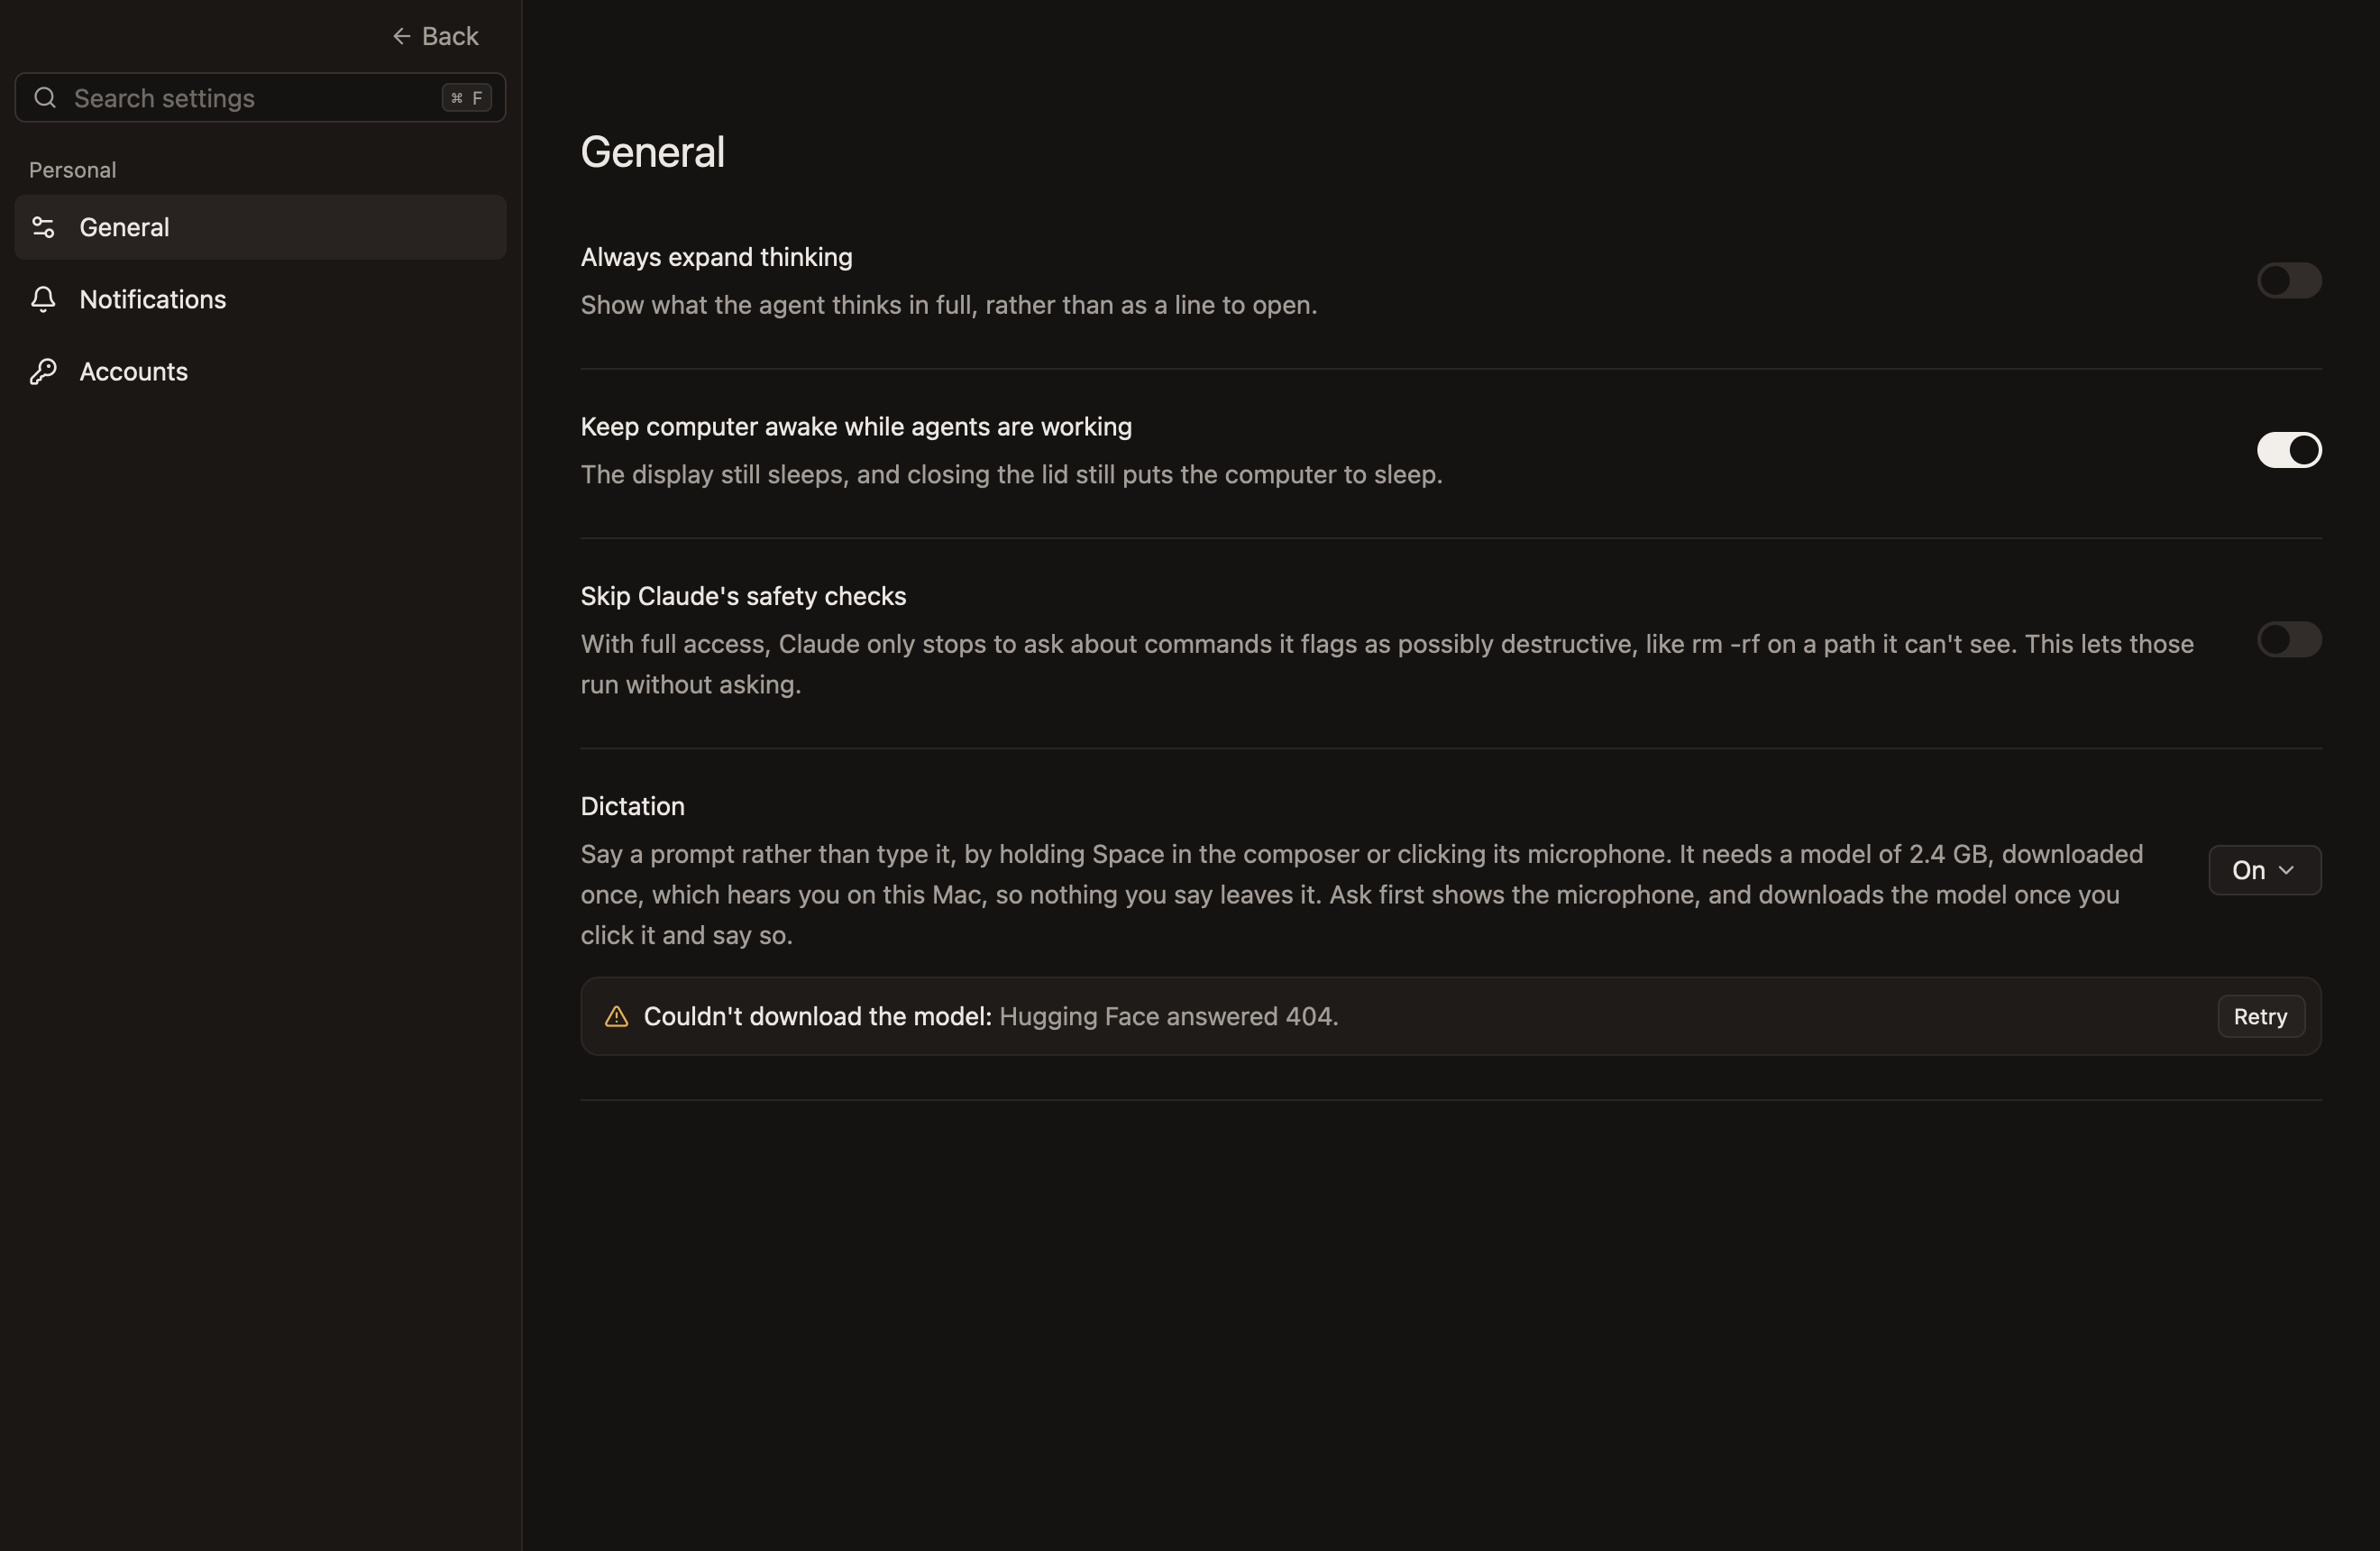 Back
Search settings
⌘ F
Personal
General
Notifications
Accounts
General
Always expand thinking
Show what the agent thinks in full, rather than as a line to open.
Keep computer awake while agents are working
The display still sleeps, and closing the lid still puts the computer to sleep.
Skip Claude's safety checks
With full access, Claude only stops to ask about commands it flags as possibly destructive, like rm -rf on a path it can't see. This lets those
run without asking.
Dictation
Say a prompt rather than type it, by holding Space in the composer or clicking its microphone. It needs a model of 2.4 GB, downloaded
once, which hears you on this Mac, so nothing you say leaves it. Ask first shows the microphone, and downloads the model once you
click it and say so.
On
Couldn't download the model: Hugging Face answered 404.
Retry